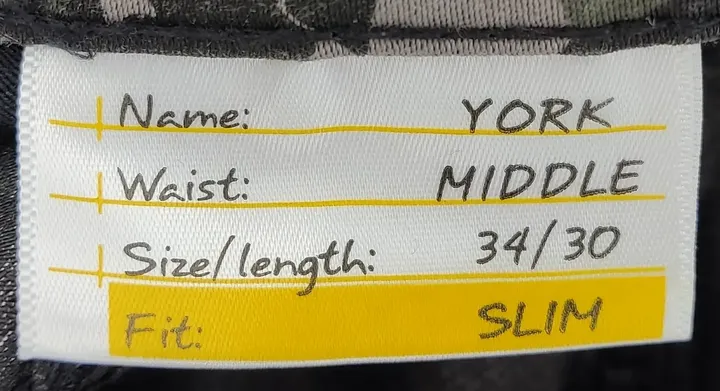 Name: YORK
Waist: MIDDLE
Size/length: 34/30
Fit: SLIM